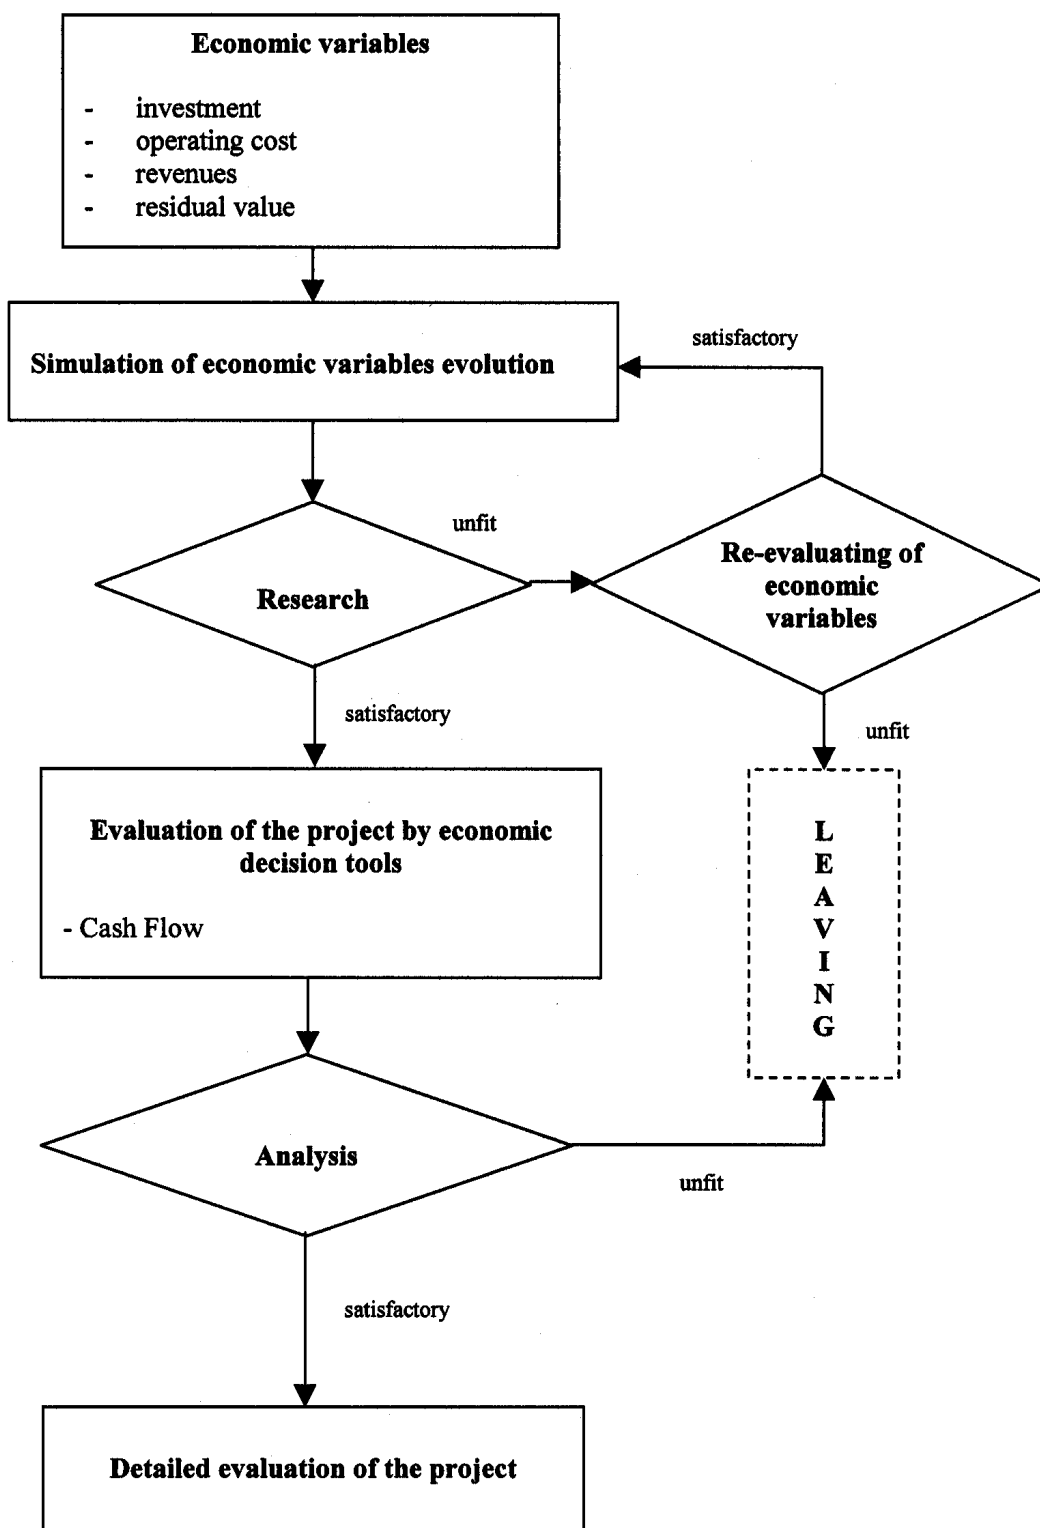 Economic variables
- investment
- operating cost
- revenues
- residual value
satisfactory
Simulation of economic variables evolution
unfit
Re-evaluating of
economic
variables
Research
satisfactory
unfit
Evaluation of the project by economic
decision tools
- Cash Flow
L
E
A
V
I
N
G
Analysis
unfit
satisfactory
Detailed evaluation of the project